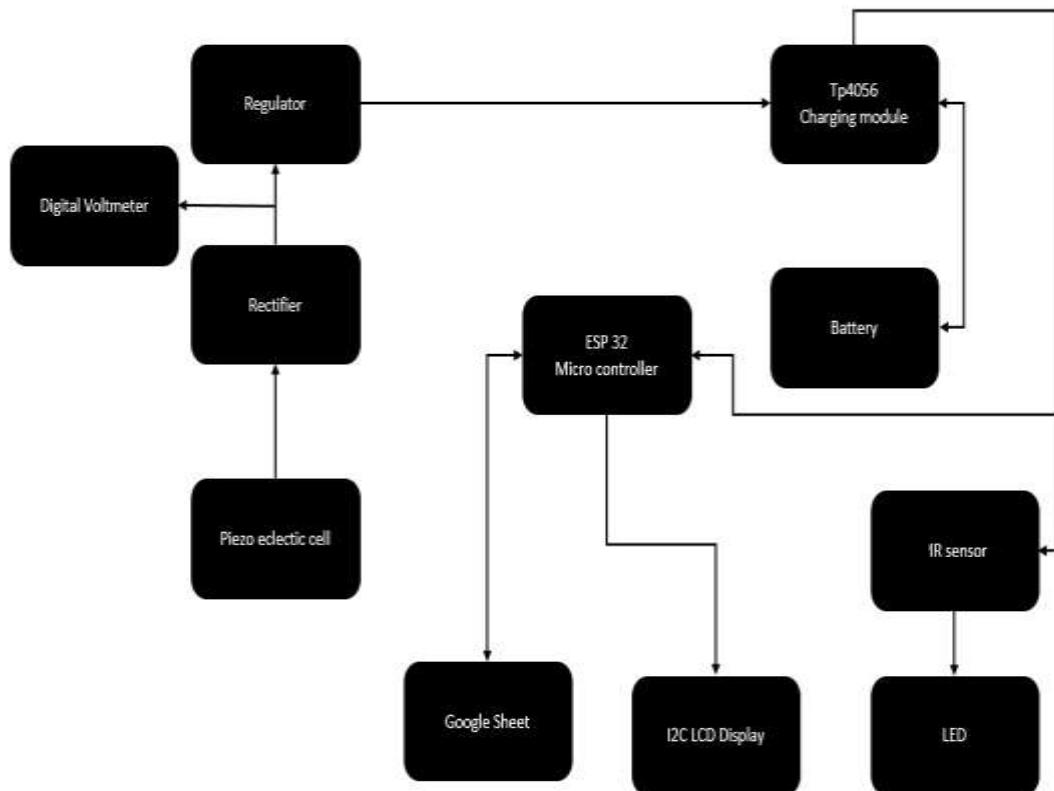 Regulator
Tp4056
Charging module
Digital Voltmeter
Rectifier
Battery
ESP 32
Micro controller
Piezo eclectic cell
IR sensor
Google Sheet
I2C LCD Display
LED